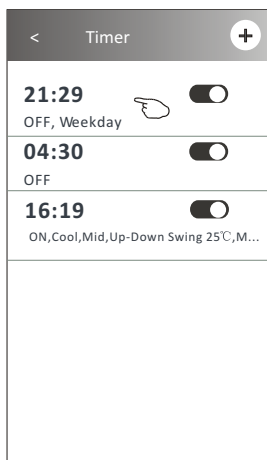 < Timer +
21:29
OFF, Weekday
04:30
OFF
16:19
ON,Cool,Mid,Up-Down Swing 25℃,M...